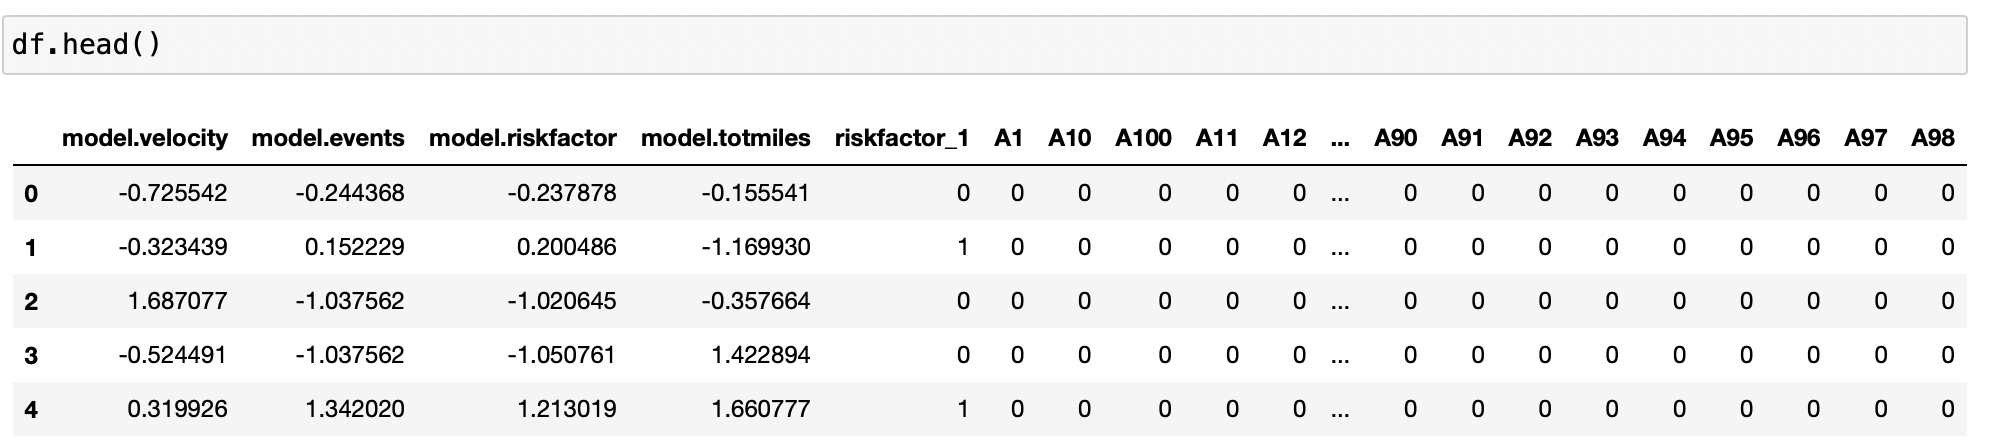 df.head()
model.velocity model.events model.riskfactor model.totmiles riskfactor_1 A1 A10 A100 A11 A12 ... A90 A91 A92 A93 A94 A95 A96 A97 A98
0 -0.725542 -0.244368 -0.237878 -0.155541 0 0 0 0 0 0 ... 0 0 0 0 0 0 0 0 0
1 -0.323439 0.152229 0.200486 -1.169930 1 0 0 0 0 0 ... 0 0 0 0 0 0 0 0 0
2 1.687077 -1.037562 -1.020645 -0.357664 0 0 0 0 0 0 ... 0 0 0 0 0 0 0 0 0
3 -0.524491 -1.037562 -1.050761 1.422894 0 0 0 0 0 0 ... 0 0 0 0 0 0 0 0 0
4 0.319926 1.342020 1.213019 1.660777 1 0 0 0 0 0 ... 0 0 0 0 0 0 0 0 0